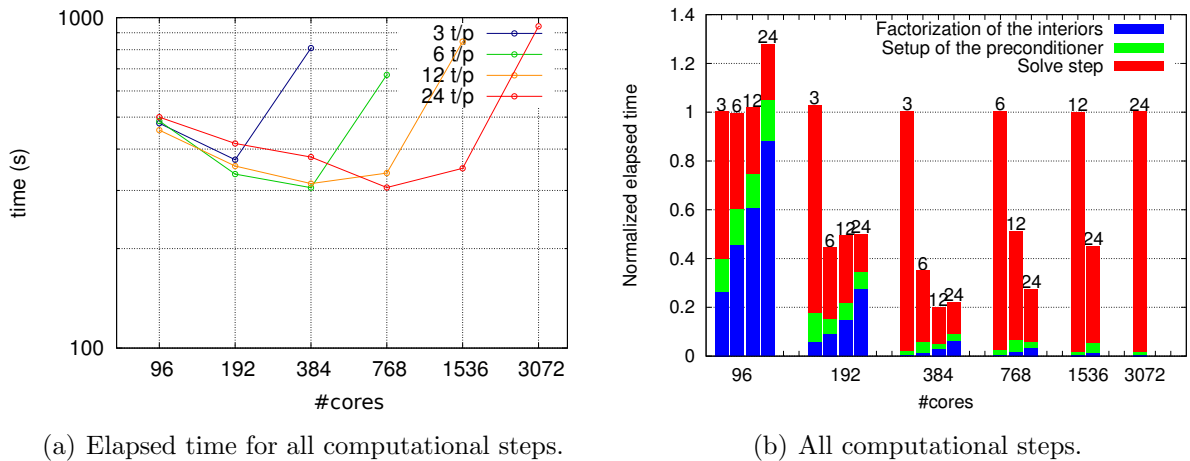 1000
100
time (s)
96 192 384 768 1536 3072
#cores
3 t/p
6 t/p
12 t/p
24 t/p
(a) Elapsed time for all computational steps.
1.4
1.2
1
0.8
0.6
0.4
0.2
0
Normalized elapsed time
Factorization of the interiors
Setup of the preconditioner
Solve step
3 6 12 24
3 6 12 24
3 6 12 24
6 12 24
12 24
24
96 192 384 768 1536 3072
#cores
(b) All computational steps.